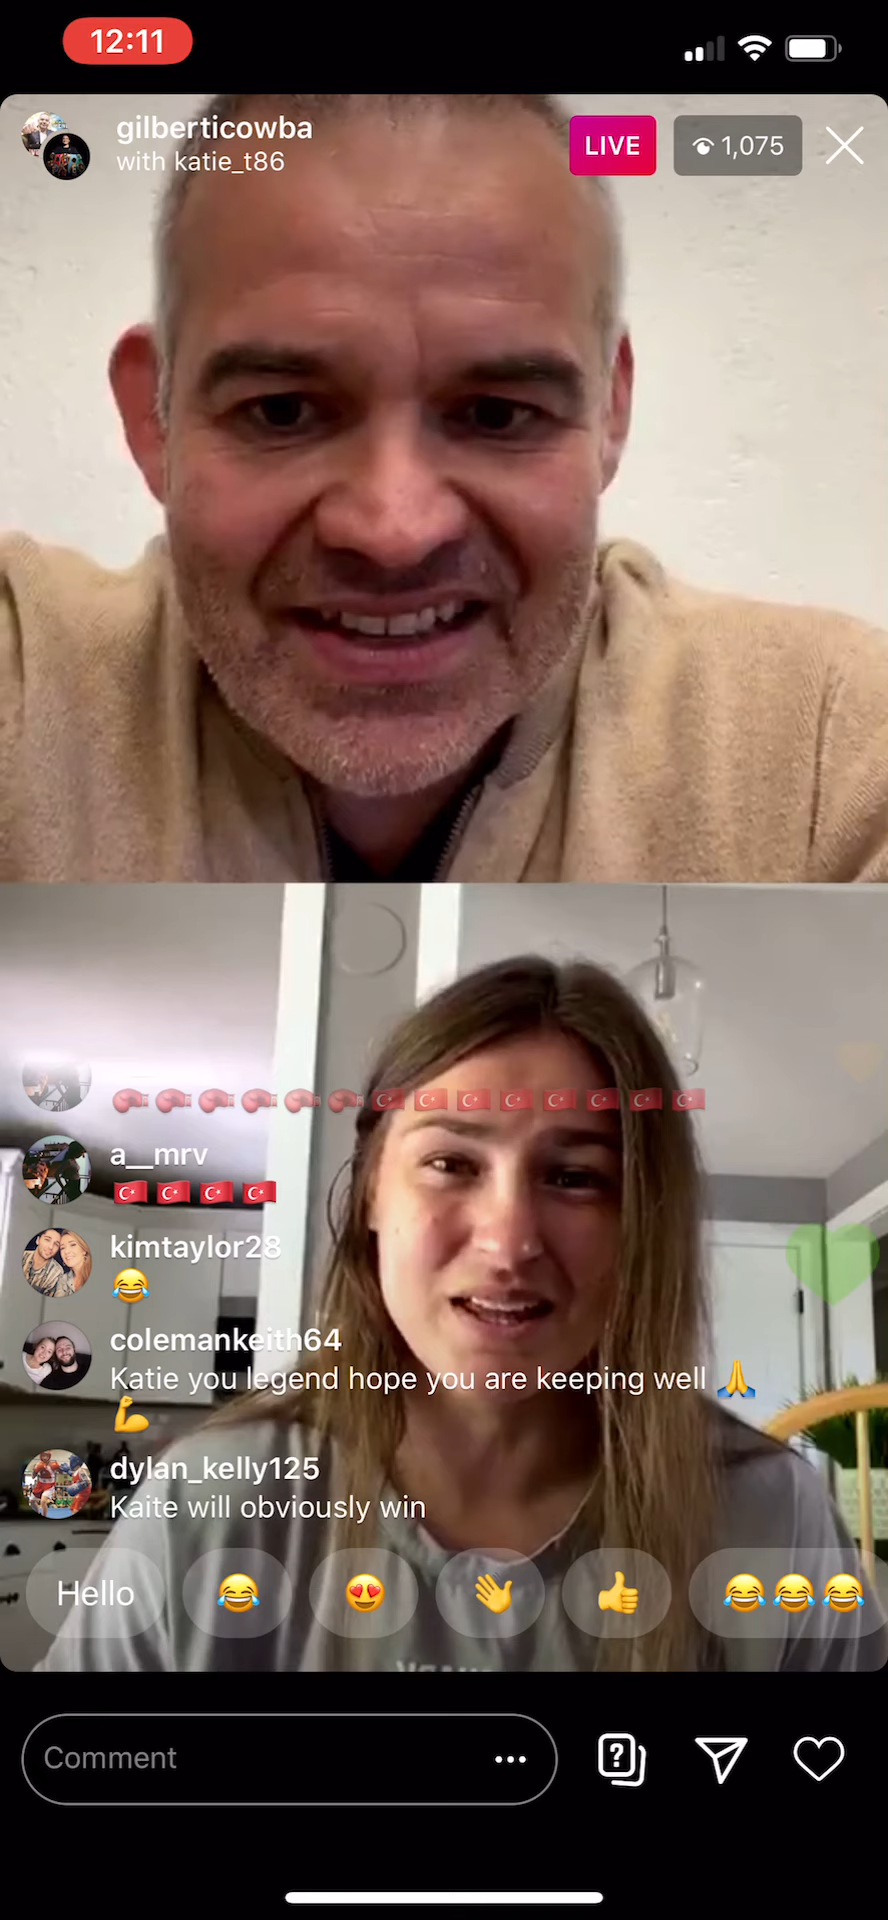 12:11
gilberticowba
with katie_t86
LIVE
1,075
a__mrv
🇹🇷🇹🇷🇹🇷🇹🇷
kimtaylor28
😂
colemankeith64
Katie you legend hope you are keeping well 🙏
💪
dylan_kelly125
Kaite will obviously win
Hello 😂 😍 👋 👍 😂😂😂
Comment